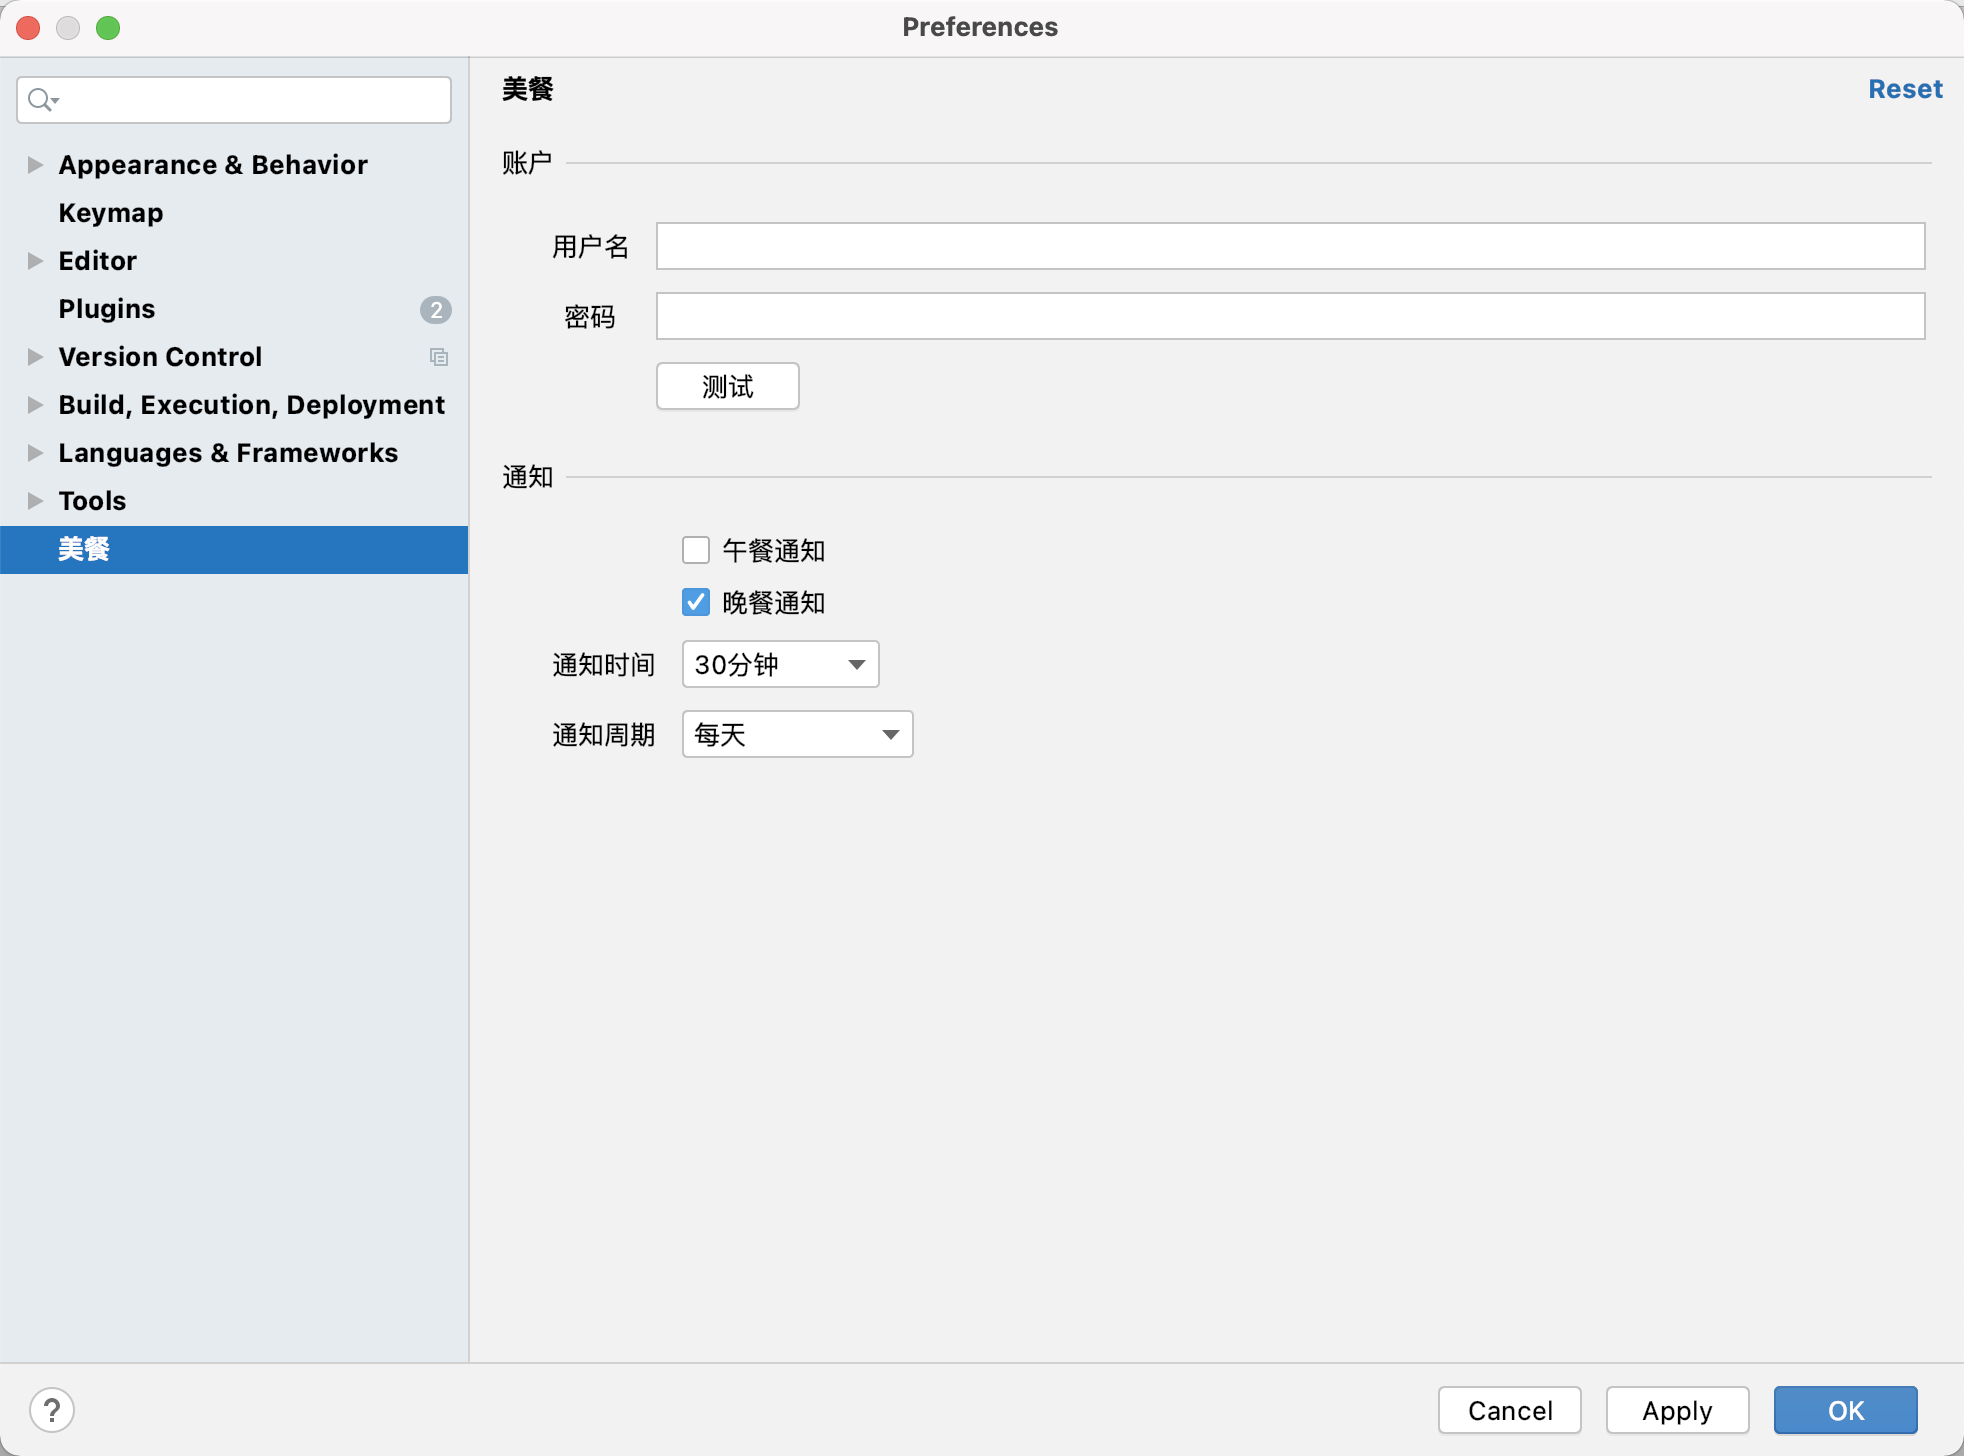 Preferences
Appearance & Behavior
Keymap
Editor
Plugins 2
Version Control
Build, Execution, Deployment
Languages & Frameworks
Tools
美餐
美餐 Reset
账户
用户名
密码
测试
通知
午餐通知
晚餐通知
通知时间 30分钟
通知周期 每天
? Cancel Apply OK